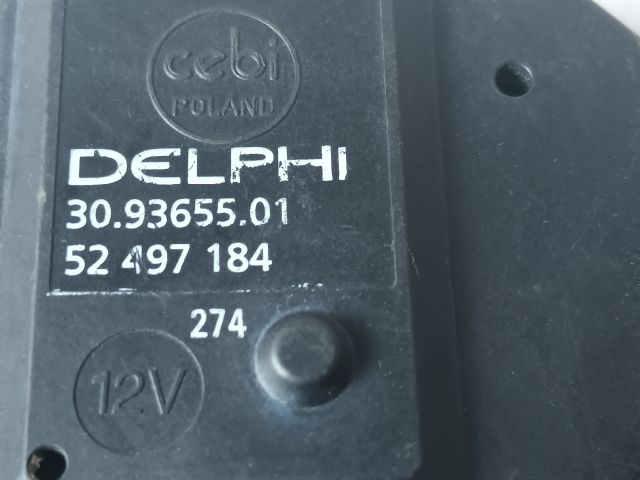 cebi
POLAND
DELPHI
30.93655.01
52 497 184
274
12V